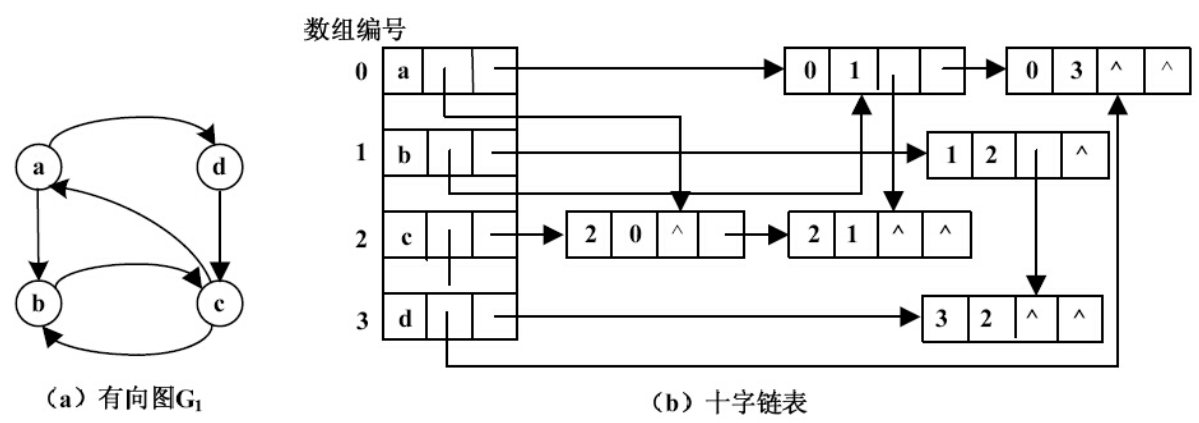 数组编号
0 a 0 1 0 3 ^ ^
a d
1 b 1 2 ^
2 c 2 0 ^ 2 1 ^ ^
b c
3 d 3 2 ^ ^
(a)有向图G₁
(b)十字链表